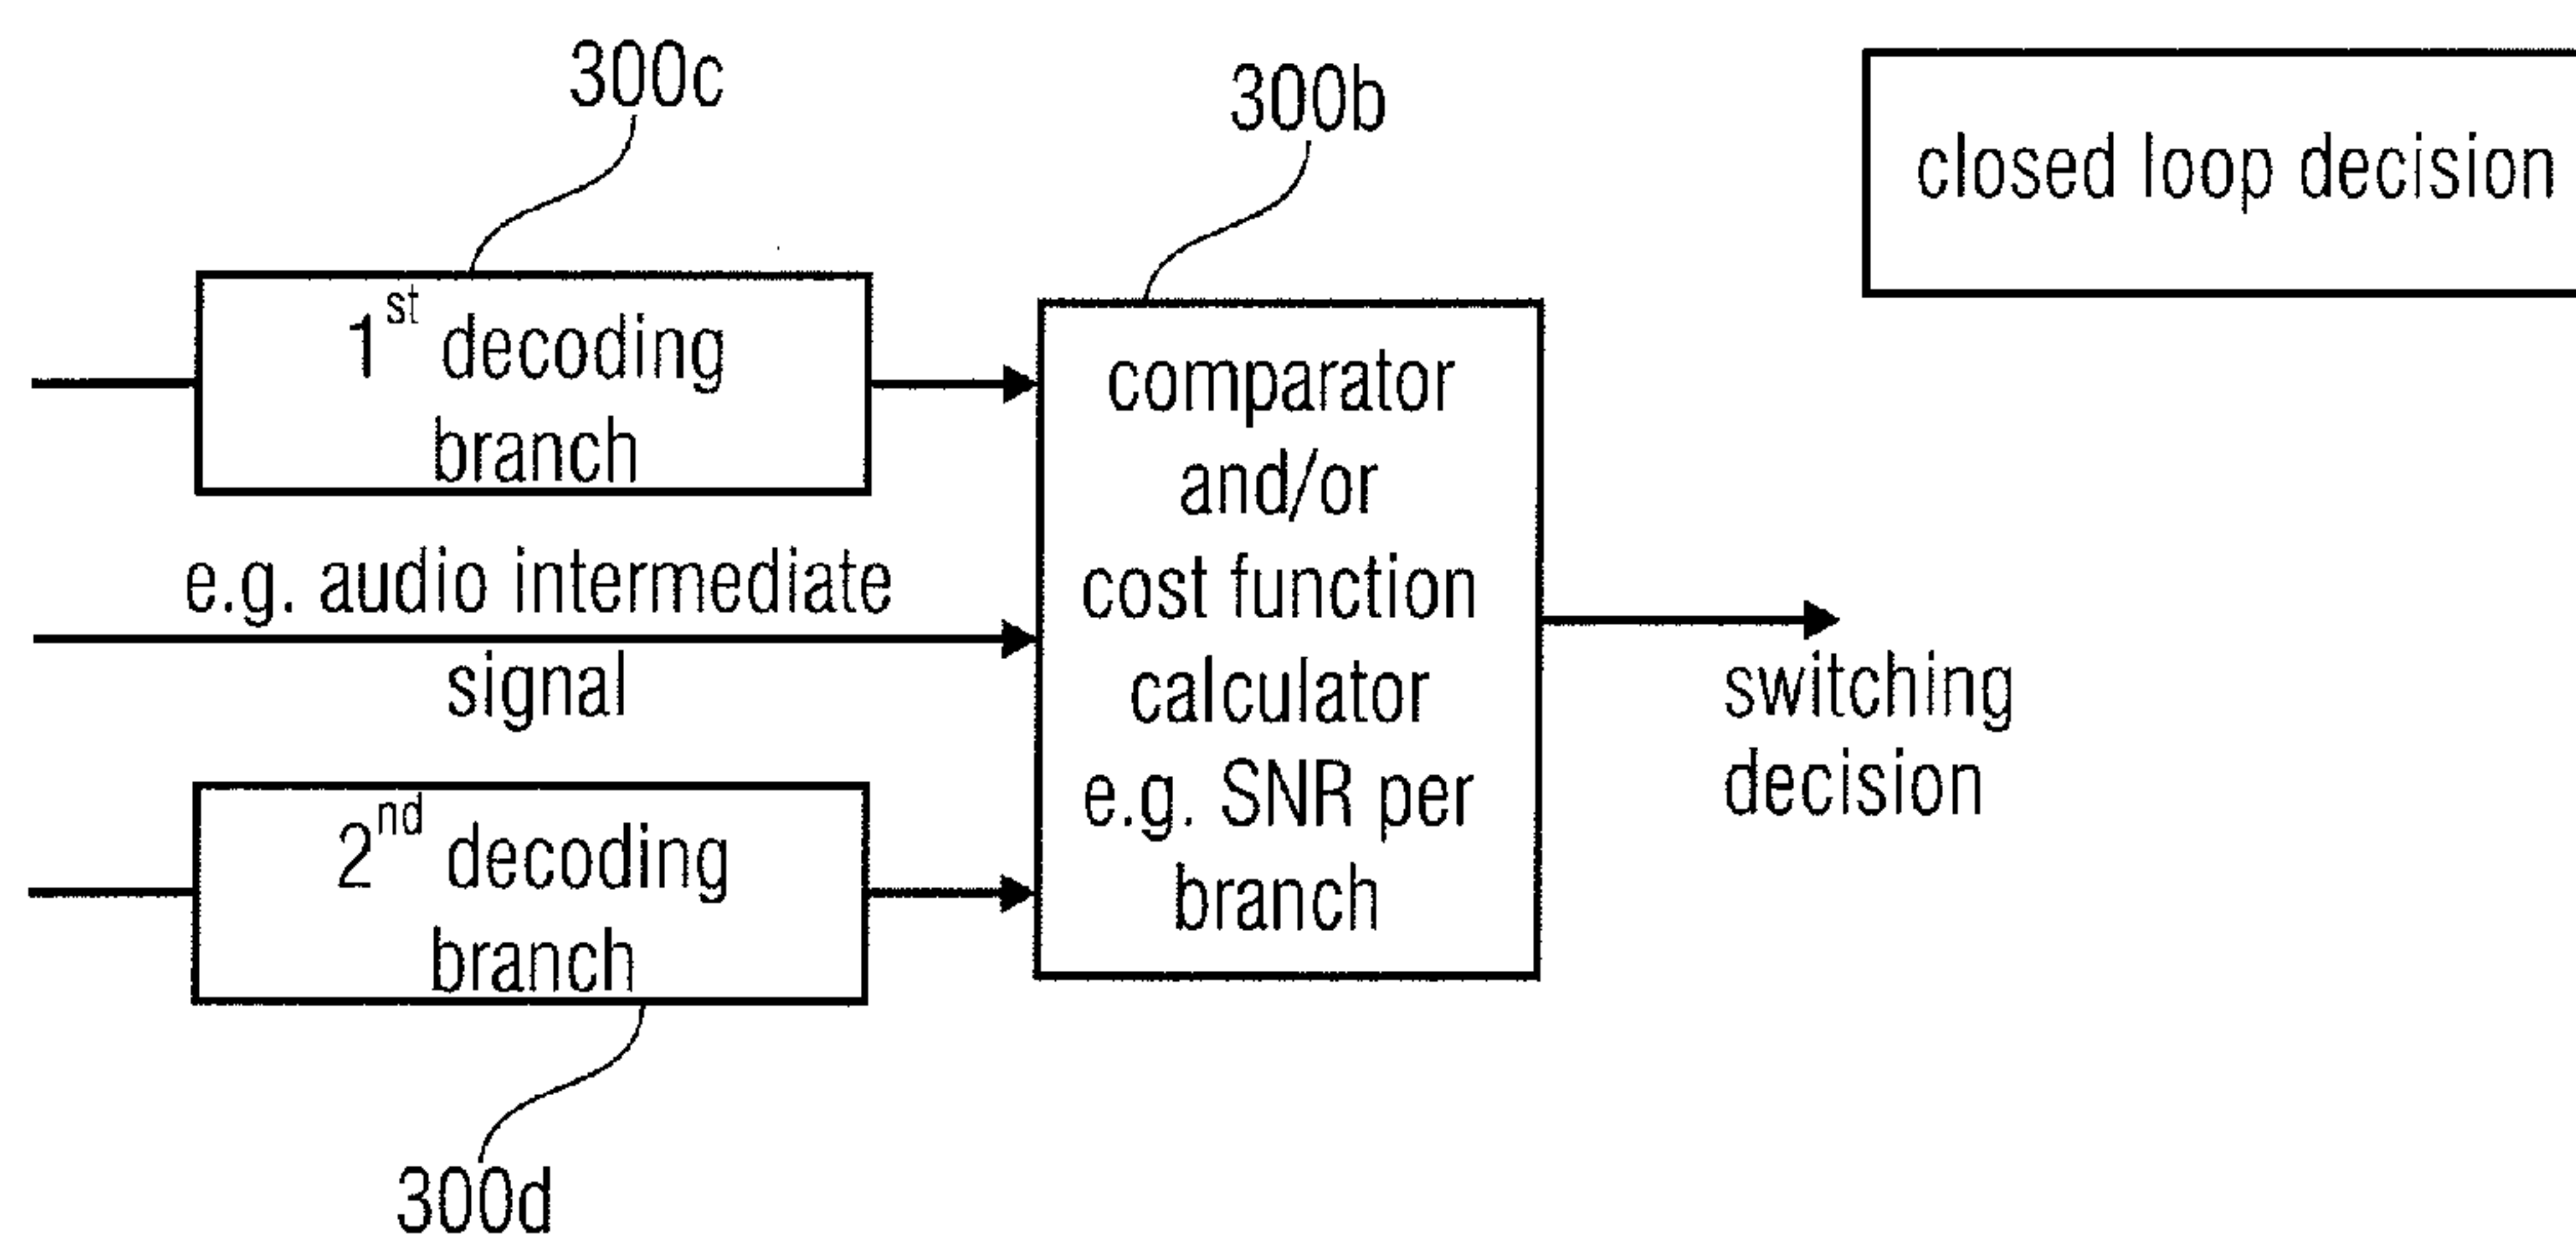 300c
300b
closed loop decision
1st decoding
branch
e.g. audio intermediate
signal
2nd decoding
branch
comparator
and/or
cost function
calculator
e.g. SNR per
branch
switching
decision
300d